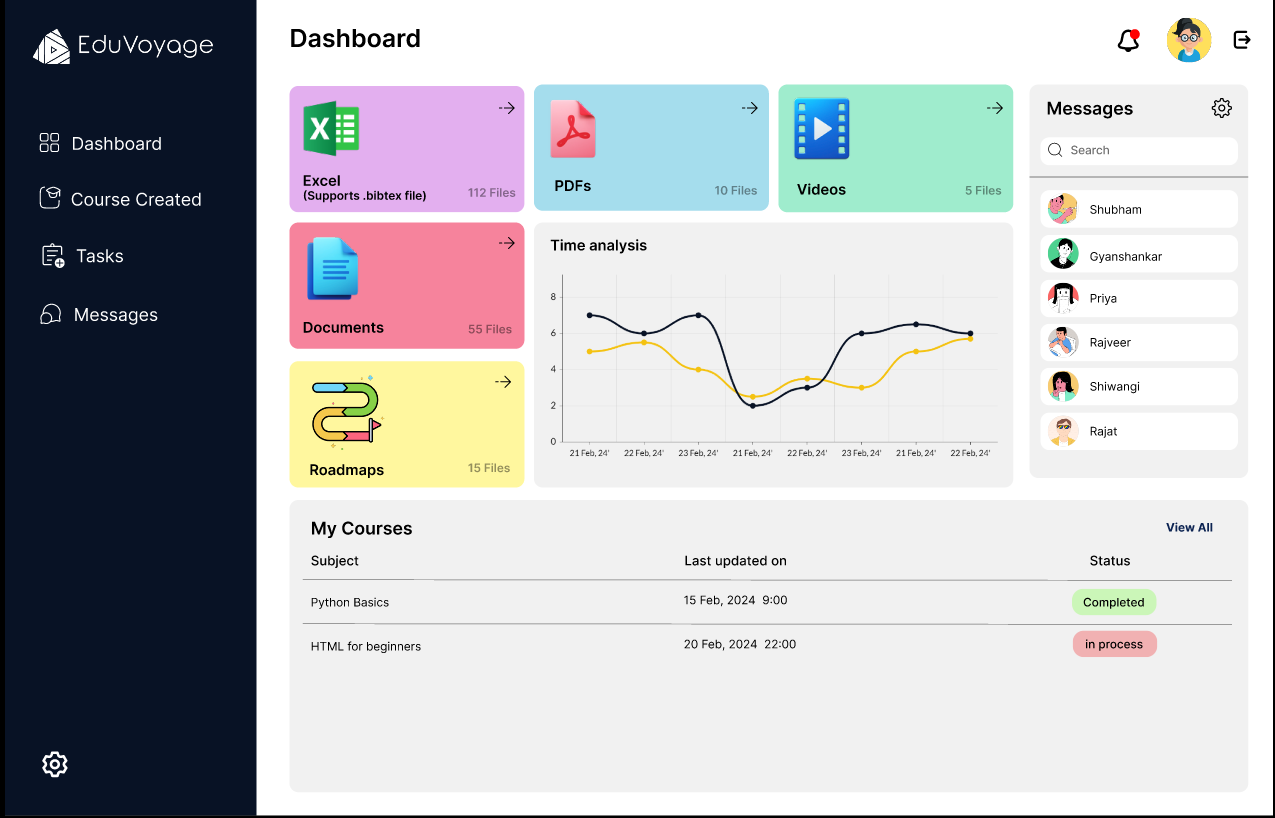 EduVoyage
Dashboard
Course Created
Tasks
Messages
Dashboard
X
Excel
(Supports .bibtex file)
112 Files
PDFs
10 Files
Videos
5 Files
Documents
55 Files
Roadmaps
15 Files
Time analysis
8
6
4
2
0
21 Feb, 24' 22 Feb, 24' 23 Feb, 24' 21 Feb, 24' 22 Feb, 24' 23 Feb, 24' 21 Feb, 24' 22 Feb, 24'
Messages
Search
Shubham
Gyanshankar
Priya
Rajveer
Shiwangi
Rajat
My Courses
View All
Subject Last updated on Status
Python Basics 15 Feb, 2024 9:00 Completed
HTML for beginners 20 Feb, 2024 22:00 in process